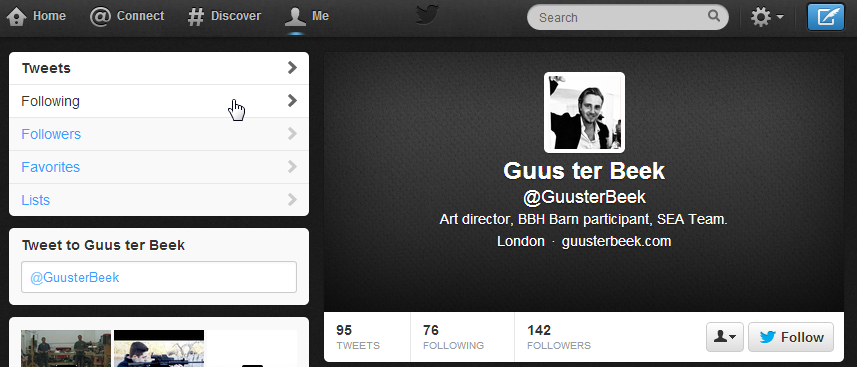 Home
Connect
Discover
Me
Search
Tweets
Following
Followers
Favorites
Lists
Tweet to Guus ter Beek
@GuusterBeek
Guus ter Beek
@GuusterBeek
Art director, BBH Barn participant, SEA Team.
London · guusterbeek.com
95 76 142
TWEETS FOLLOWING FOLLOWERS
Follow